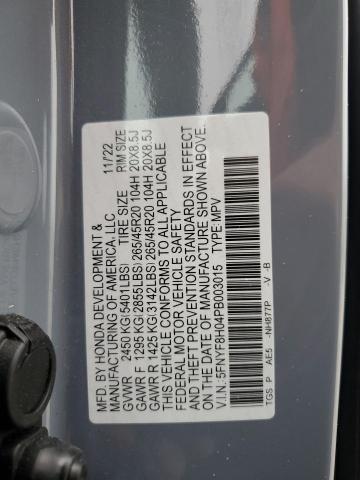 MFD. BY HONDA DEVELOPMENT &
MANUFACTURING OF AMERICA, LLC 11/22
GVWR 2450 KG(5401LBS) TIRE SIZE RIM SIZE
GAWR F 1295 KG(2855LBS) 265/45R20 104H 20X8.5J
GAWR R 1425 KG(3142LBS) 265/45R20 104H 20X8.5J
THIS VEHICLE CONFORMS TO ALL APPLICABLE
FEDERAL MOTOR VEHICLE SAFETY
AND THEFT PREVENTION STANDARDS IN EFFECT
ON THE DATE OF MANUFACTURE SHOWN ABOVE.
V.I.N.: 5FNYF8H04PB003015 TYPE:MPV
TGS P AE5 -NH877P -V -B